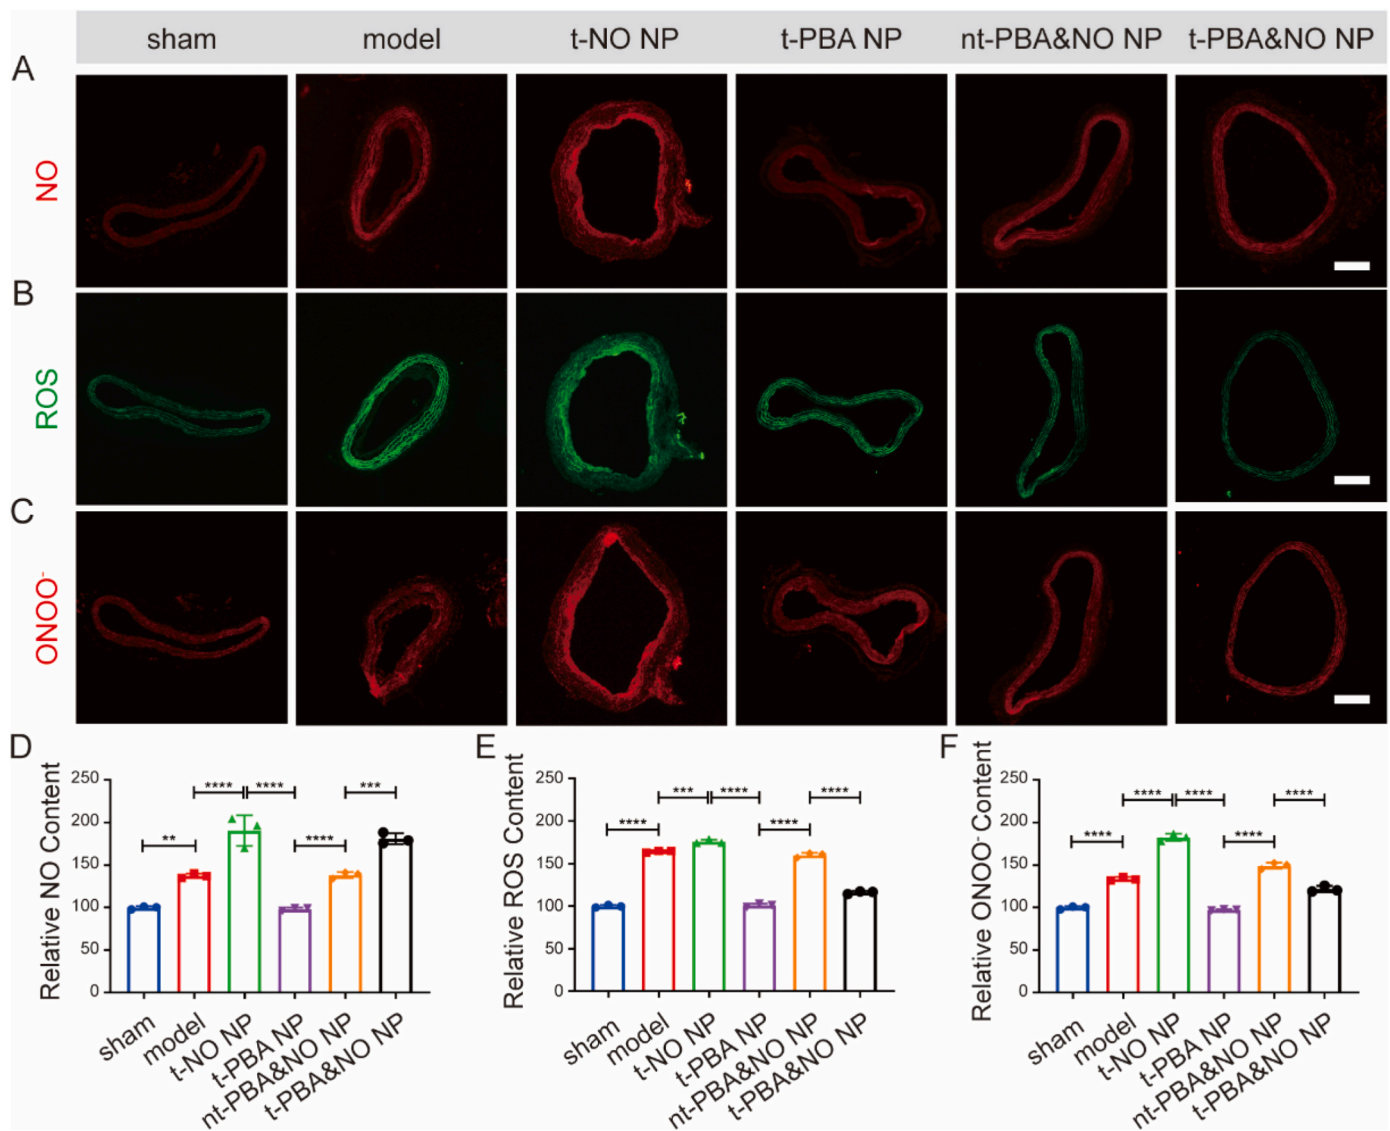 sham model t-NO NP t-PBA NP nt-PBA&NO NP t-PBA&NO NP
A
NO
B
ROS
C
ONOO-
D
Relative NO Content
250
200
150
100
50
0
** **** **** **** ***
sham
model
t-NO NP
t-PBA NP
nt-PBA&NO NP
t-PBA&NO NP
E
Relative ROS Content
250
200
150
100
50
0
**** *** **** **** ****
sham
model
t-NO NP
t-PBA NP
nt-PBA&NO NP
t-PBA&NO NP
F
Relative ONOO- Content
250
200
150
100
50
0
**** **** **** **** ****
sham
model
t-NO NP
t-PBA NP
nt-PBA&NO NP
t-PBA&NO NP